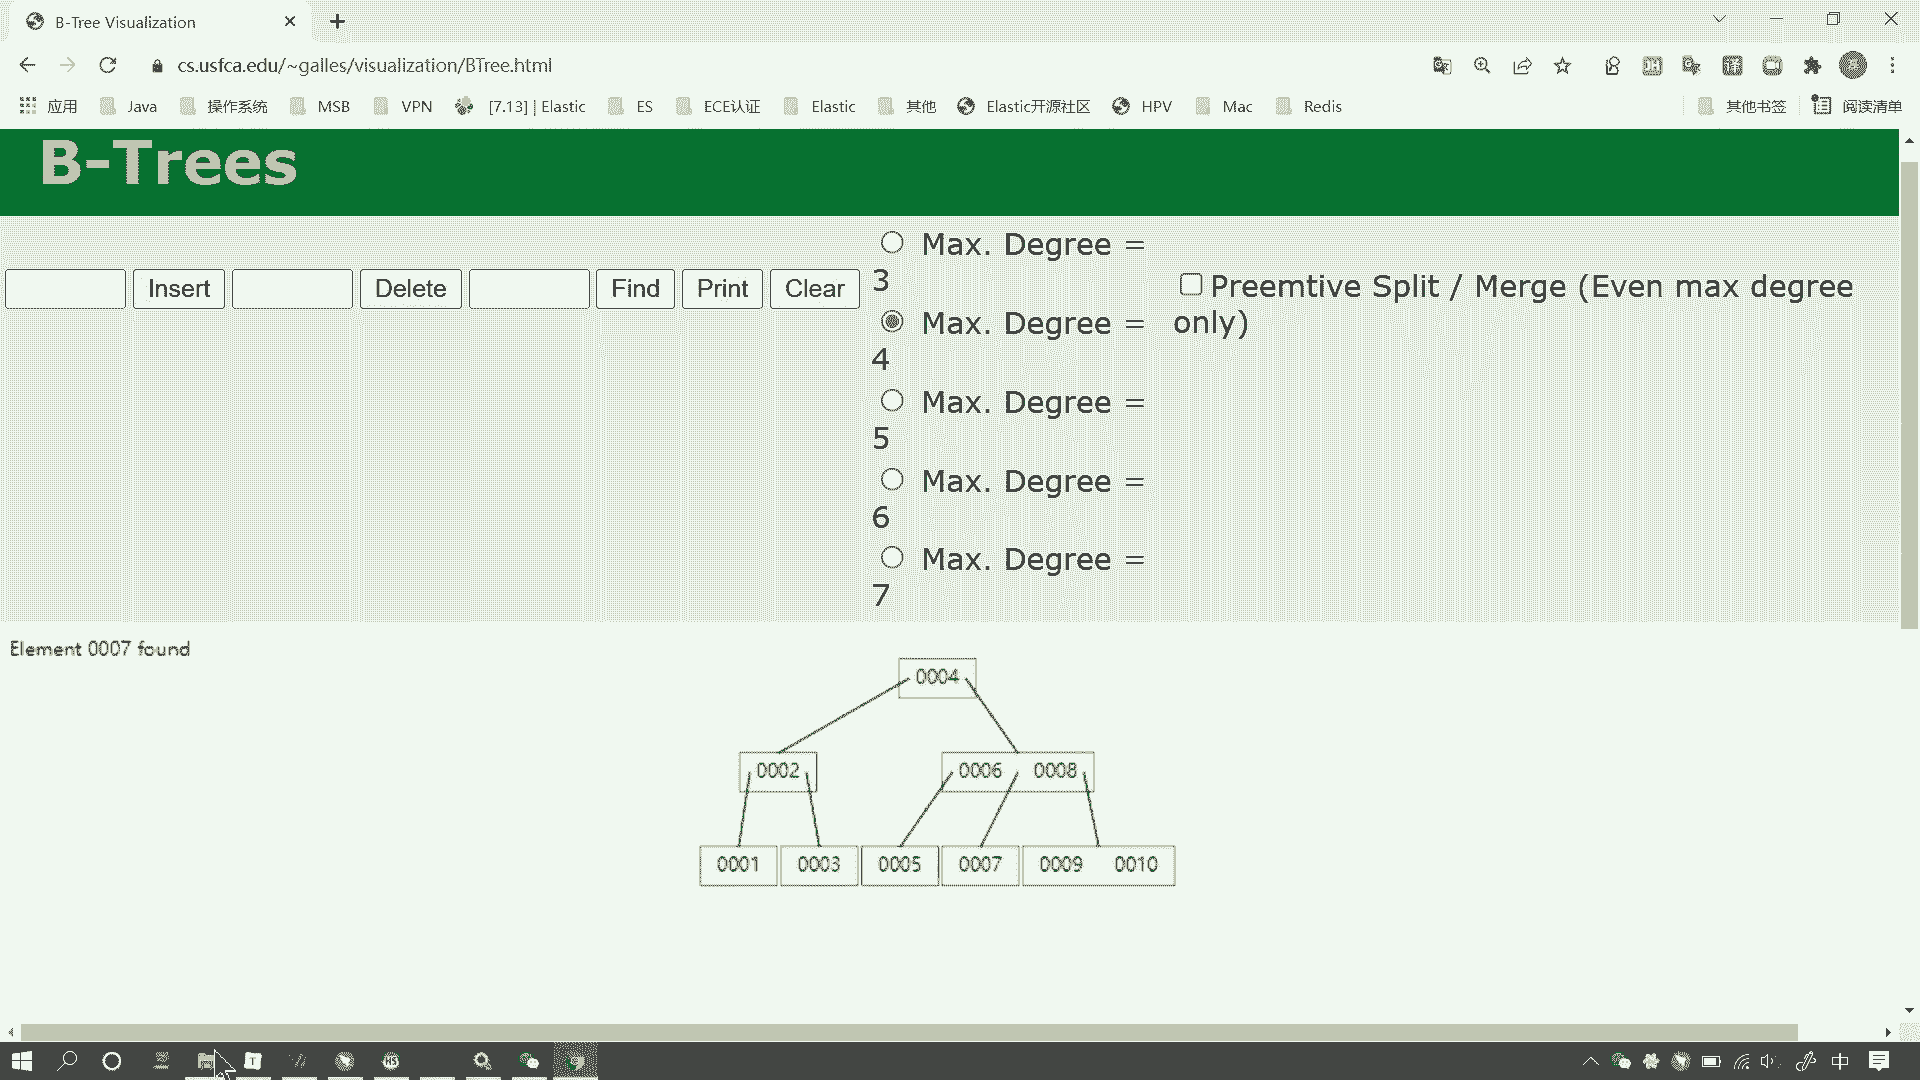 B-Tree Visualization
cs.usfca.edu/~galles/visualization/BTree.html
应用 Java 操作系统 MSB VPN [7.13] | Elastic ES ECE认证 Elastic 其他 Elastic开源社区 HPV Mac Redis 其他书签 阅读清单
B-Trees
Insert Delete Find Print Clear
Max. Degree =
3
Max. Degree =
4
Max. Degree =
5
Max. Degree =
6
Max. Degree =
7
Preemtive Split / Merge (Even max degree
only)
Element 0007 found
0004
0002 0006 0008
0001 0003 0005 0007 0009 0010
中